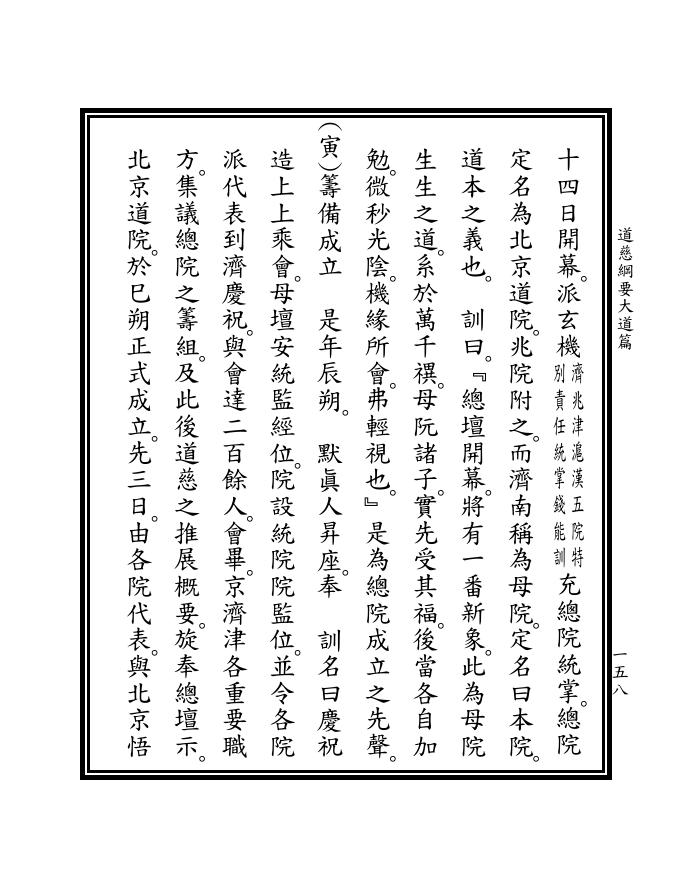 道慈綱要大道篇
一五八
十四日開幕。派玄機濟兆津滬漢五院特別責任統掌錢能訓充總院統掌。總院
定名為北京道院。兆院附之。而濟南稱為母院。定名曰本院。
道本之義也。　訓曰。『總壇開幕。將有一番新象。此為母院
生生之道。系於萬千禩。母阮諸子。實先受其福。後當各自加
勉。微秒光陰。機緣所會。弗輕視也。』是為總院成立之先聲。
（寅）籌備成立　是年辰朔。　默眞人昇座。奉　訓名曰慶祝
造上上乘會。母壇安統監經位。院設統院院監位。並令各院
派代表到濟慶祝。與會達二百餘人。會畢。京濟津各重要職
方。集議總院之籌組。及此後道慈之推展概要。旋奉總壇示。
北京道院。於巳朔正式成立。先三日。由各院代表。與北京悟